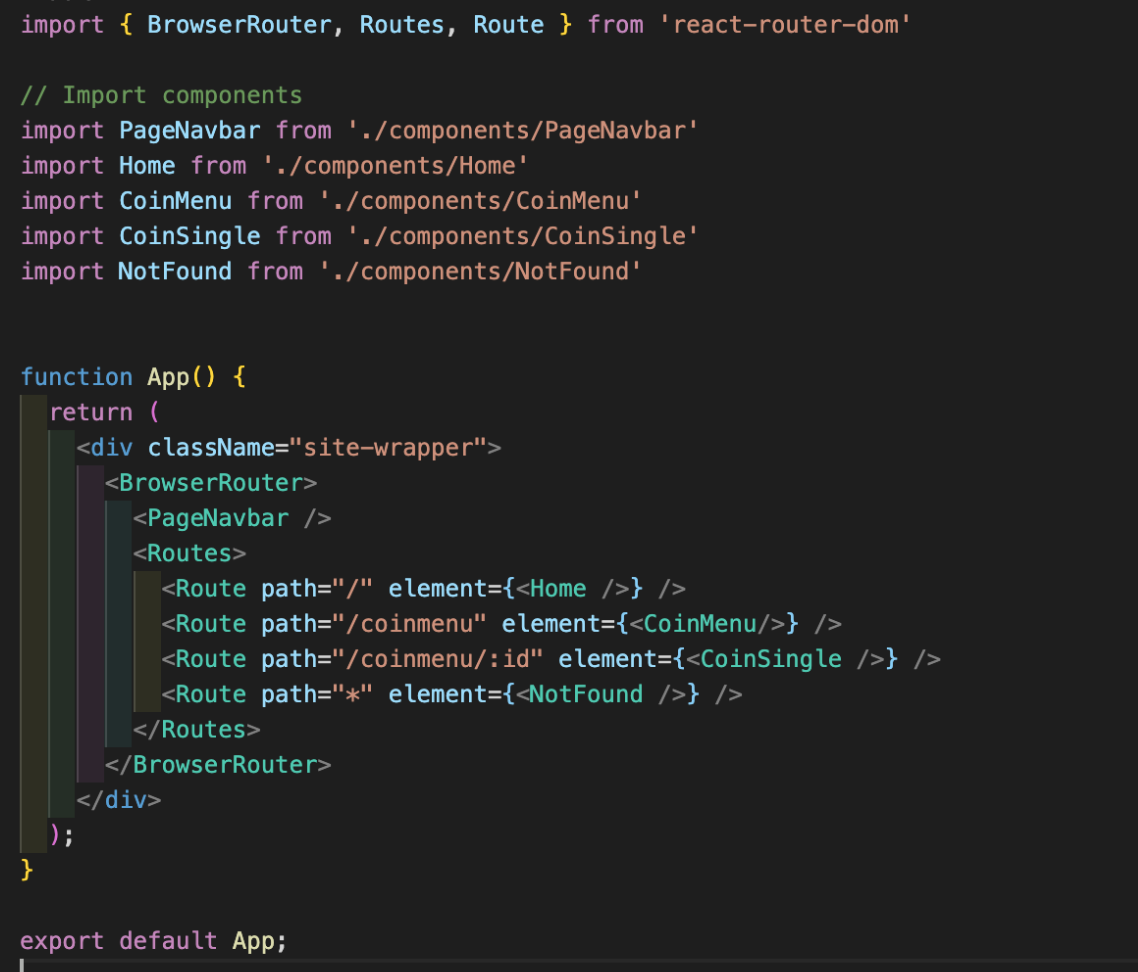 import { BrowserRouter, Routes, Route } from 'react-router-dom'
// Import components
import PageNavbar from './components/PageNavbar'
import Home from './components/Home'
import CoinMenu from './components/CoinMenu'
import CoinSingle from './components/CoinSingle'
import NotFound from './components/NotFound'
function App() {
return (
<div className="site-wrapper">
<BrowserRouter>
<PageNavbar />
<Routes>
<Route path="/" element={<Home />} />
<Route path="/coinmenu" element={<CoinMenu/>} />
<Route path="/coinmenu/:id" element={<CoinSingle />} />
<Route path="*" element={<NotFound />} />
</Routes>
</BrowserRouter>
</div>
);
}
export default App;